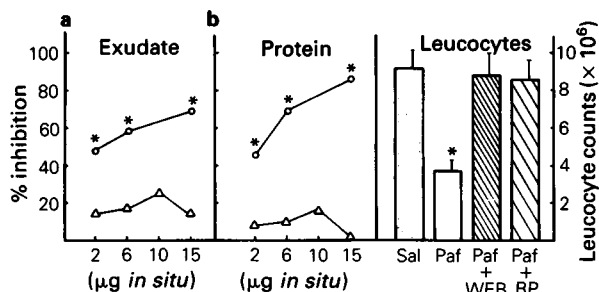 a
b
Exudate
Protein
Leucocytes
% inhibition
100
80
60
40
20
*
*
*
*
*
*
*
10
8
6
4
2
Leucocyte counts (× 10⁶)
2 6 10 15
(μg in situ)
2 6 10 15
(μg in situ)
Sal
Paf
Paf
+
WEB
Paf
+
BP